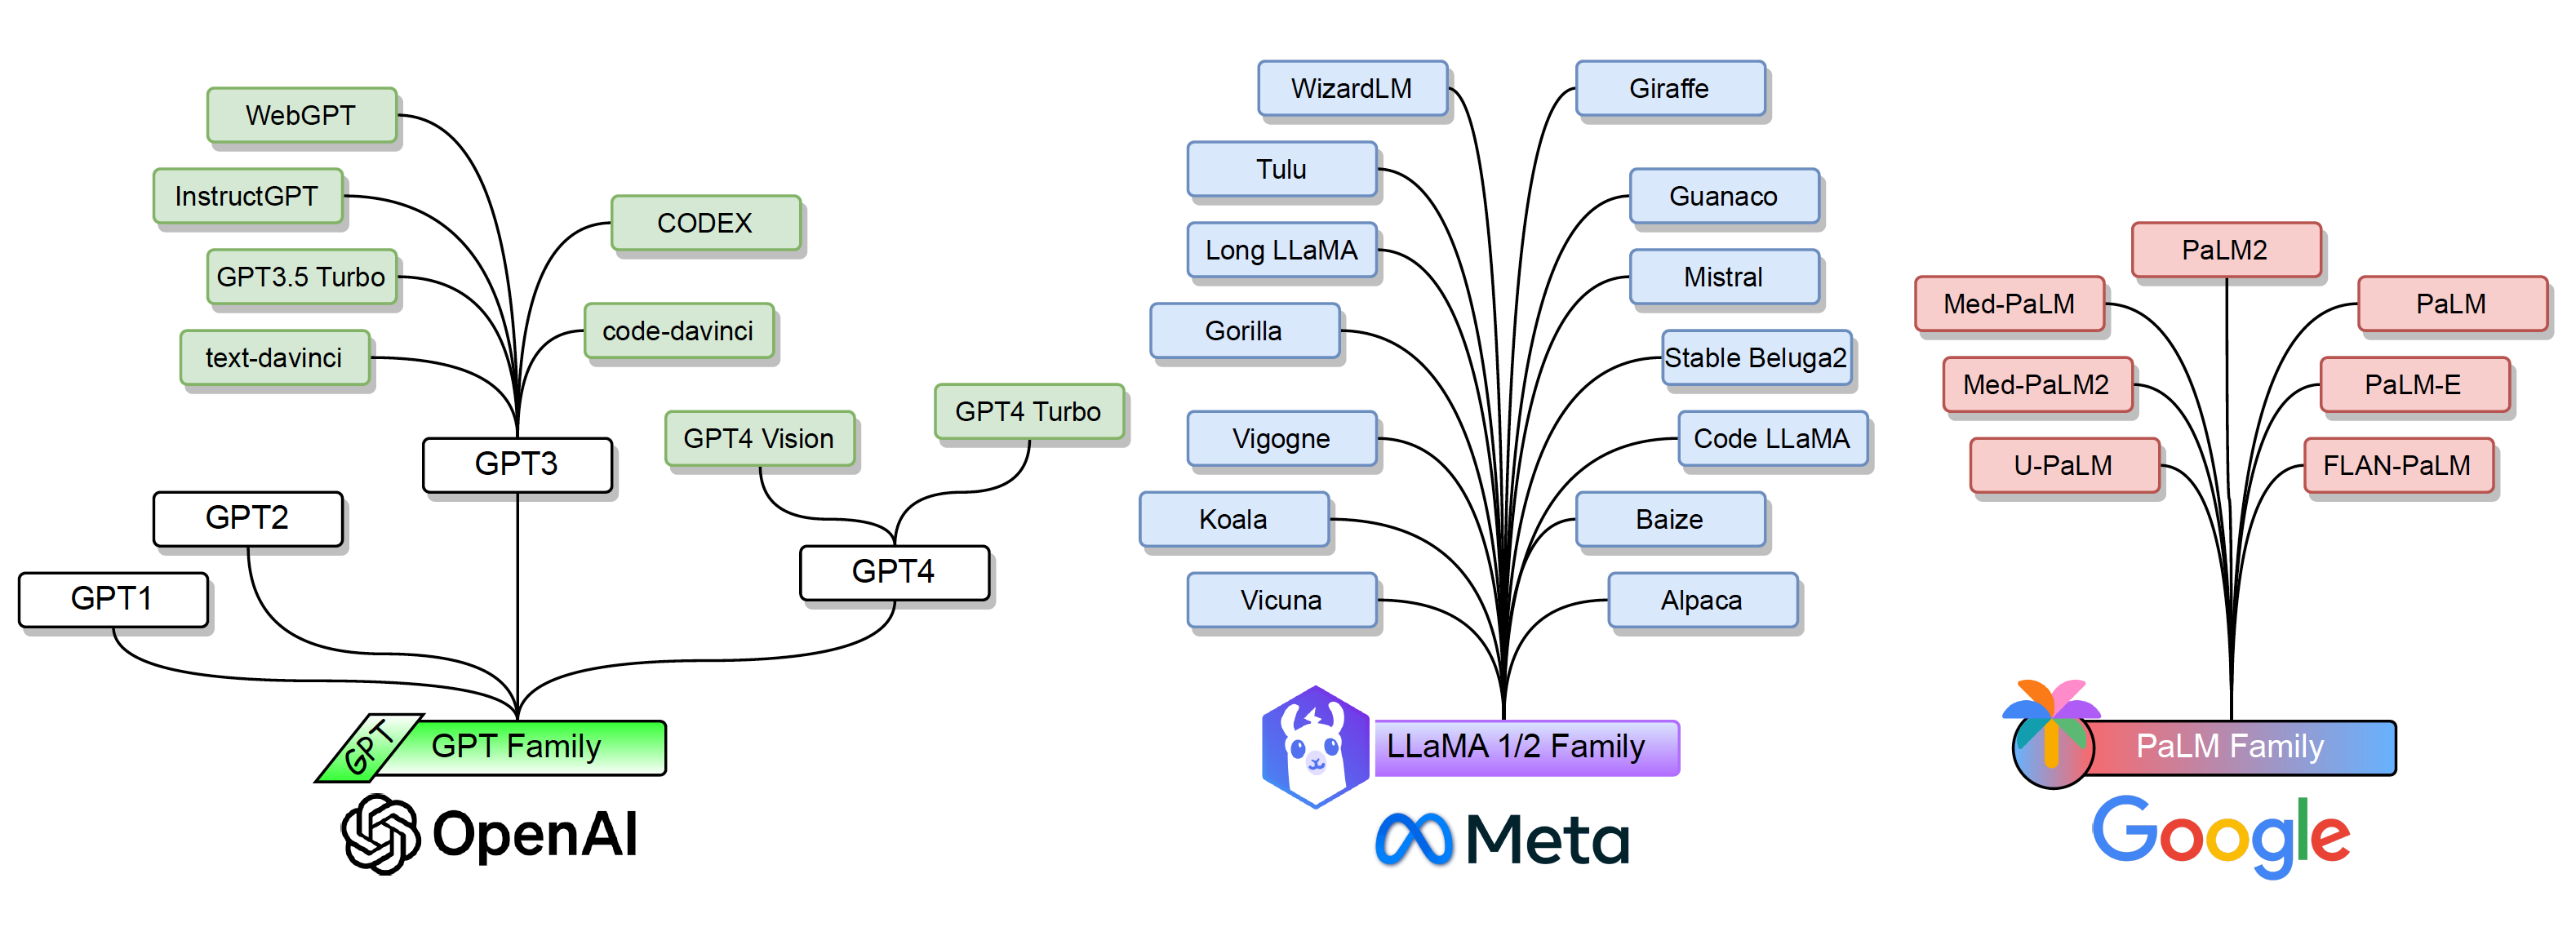 WebGPT
InstructGPT
GPT3.5 Turbo
text-davinci
CODEX
code-davinci
GPT3
GPT2
GPT1
GPT4 Vision
GPT4 Turbo
GPT4
GPT
GPT Family
OpenAI
WizardLM
Tulu
Long LLaMA
Gorilla
Vigogne
Koala
Vicuna
Giraffe
Guanaco
Mistral
Stable Beluga2
Code LLaMA
Baize
Alpaca
LLaMA 1/2 Family
Meta
PaLM2
Med-PaLM
Med-PaLM2
U-PaLM
PaLM
PaLM-E
FLAN-PaLM
PaLM Family
Google